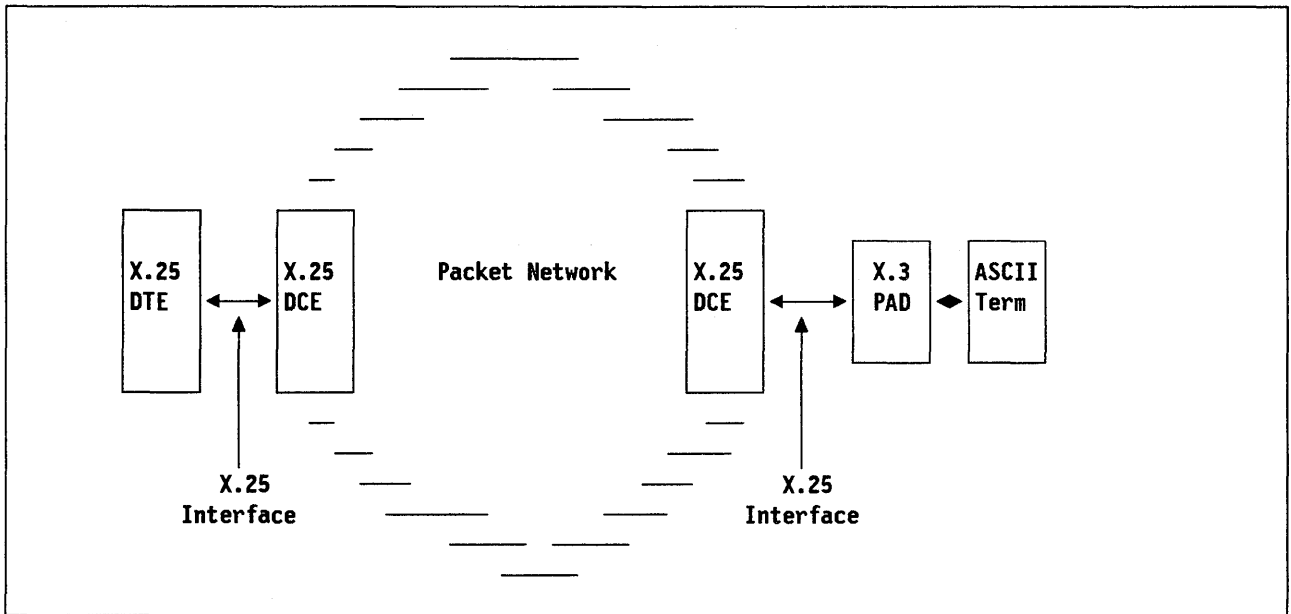 X.25
DTE
X.25
DCE
Packet Network
X.25
DCE
X.3
PAD
ASCII
Term
X.25
Interface
X.25
Interface